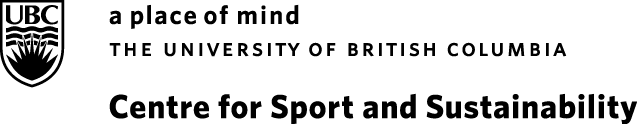 UBC
a place of mind
THE UNIVERSITY OF BRITISH COLUMBIA
Centre for Sport and Sustainability